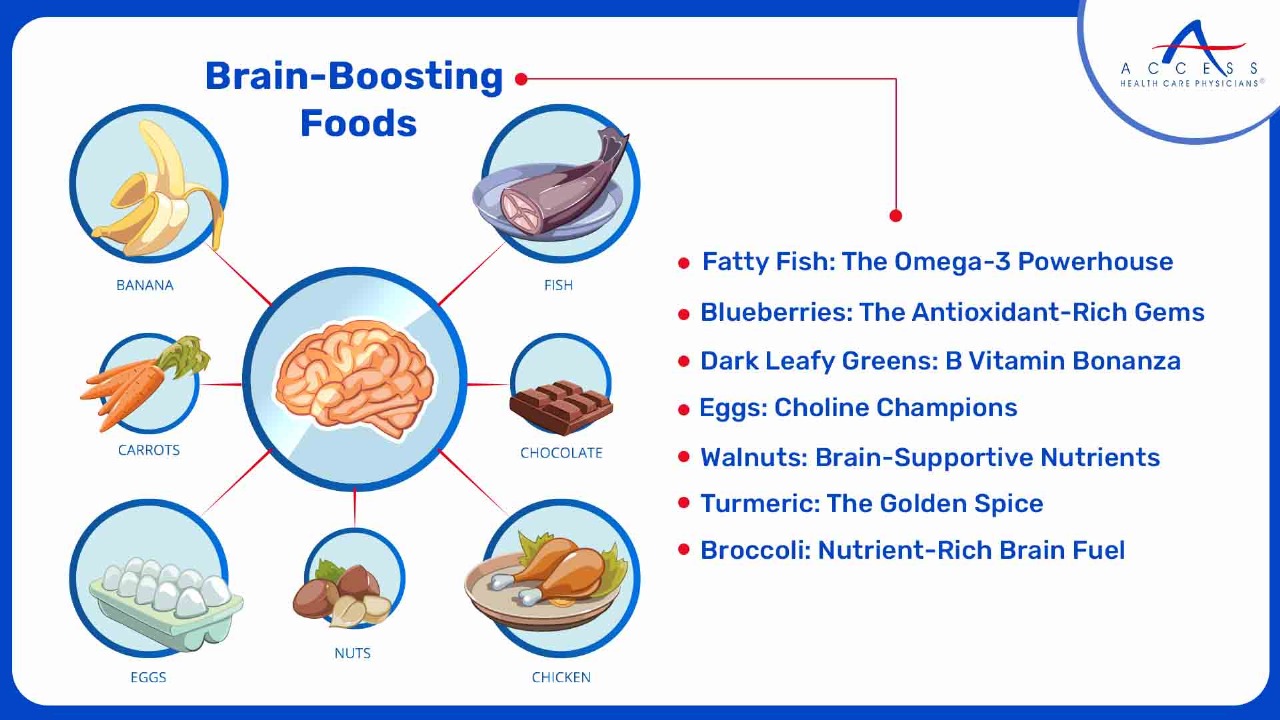 Brain-Boosting
Foods
ACCESS
HEALTH CARE PHYSICIANS®
BANANA
FISH
CARROTS
CHOCOLATE
EGGS
NUTS
CHICKEN
Fatty Fish: The Omega-3 Powerhouse
Blueberries: The Antioxidant-Rich Gems
Dark Leafy Greens: B Vitamin Bonanza
Eggs: Choline Champions
Walnuts: Brain-Supportive Nutrients
Turmeric: The Golden Spice
Broccoli: Nutrient-Rich Brain Fuel